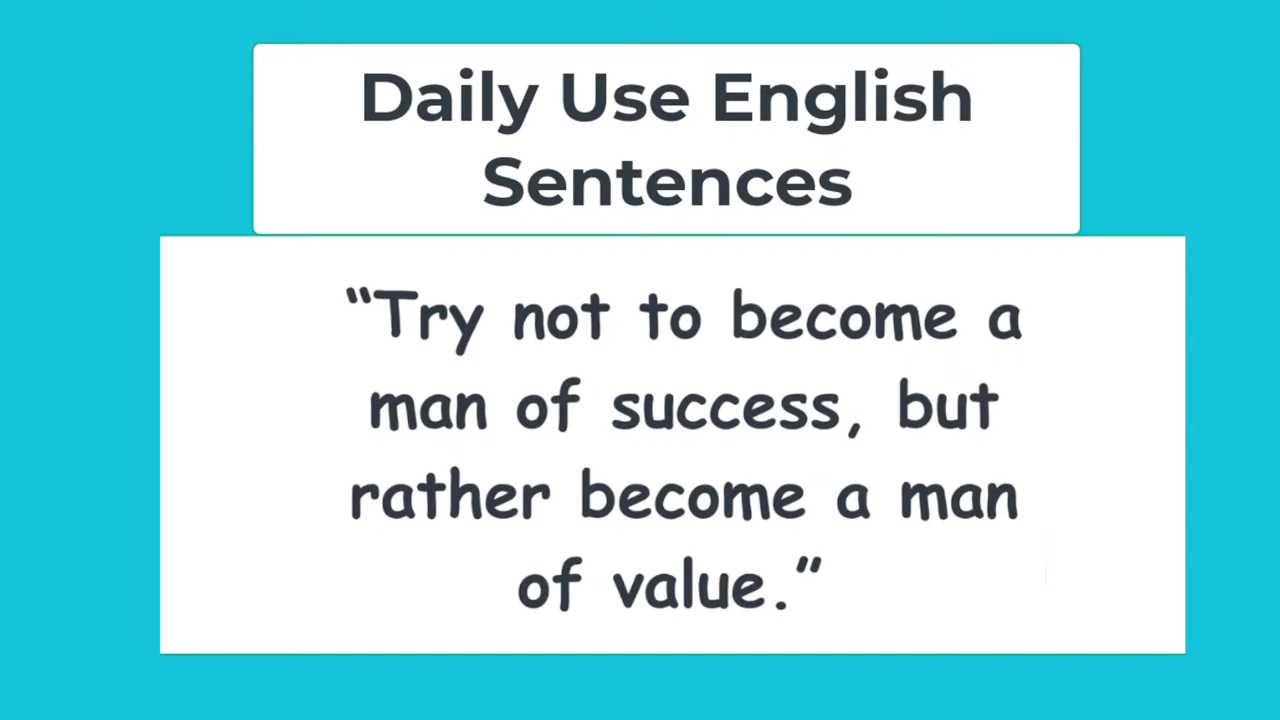 Daily Use English
Sentences
“Try not to become a
man of success, but
rather become a man
of value.”